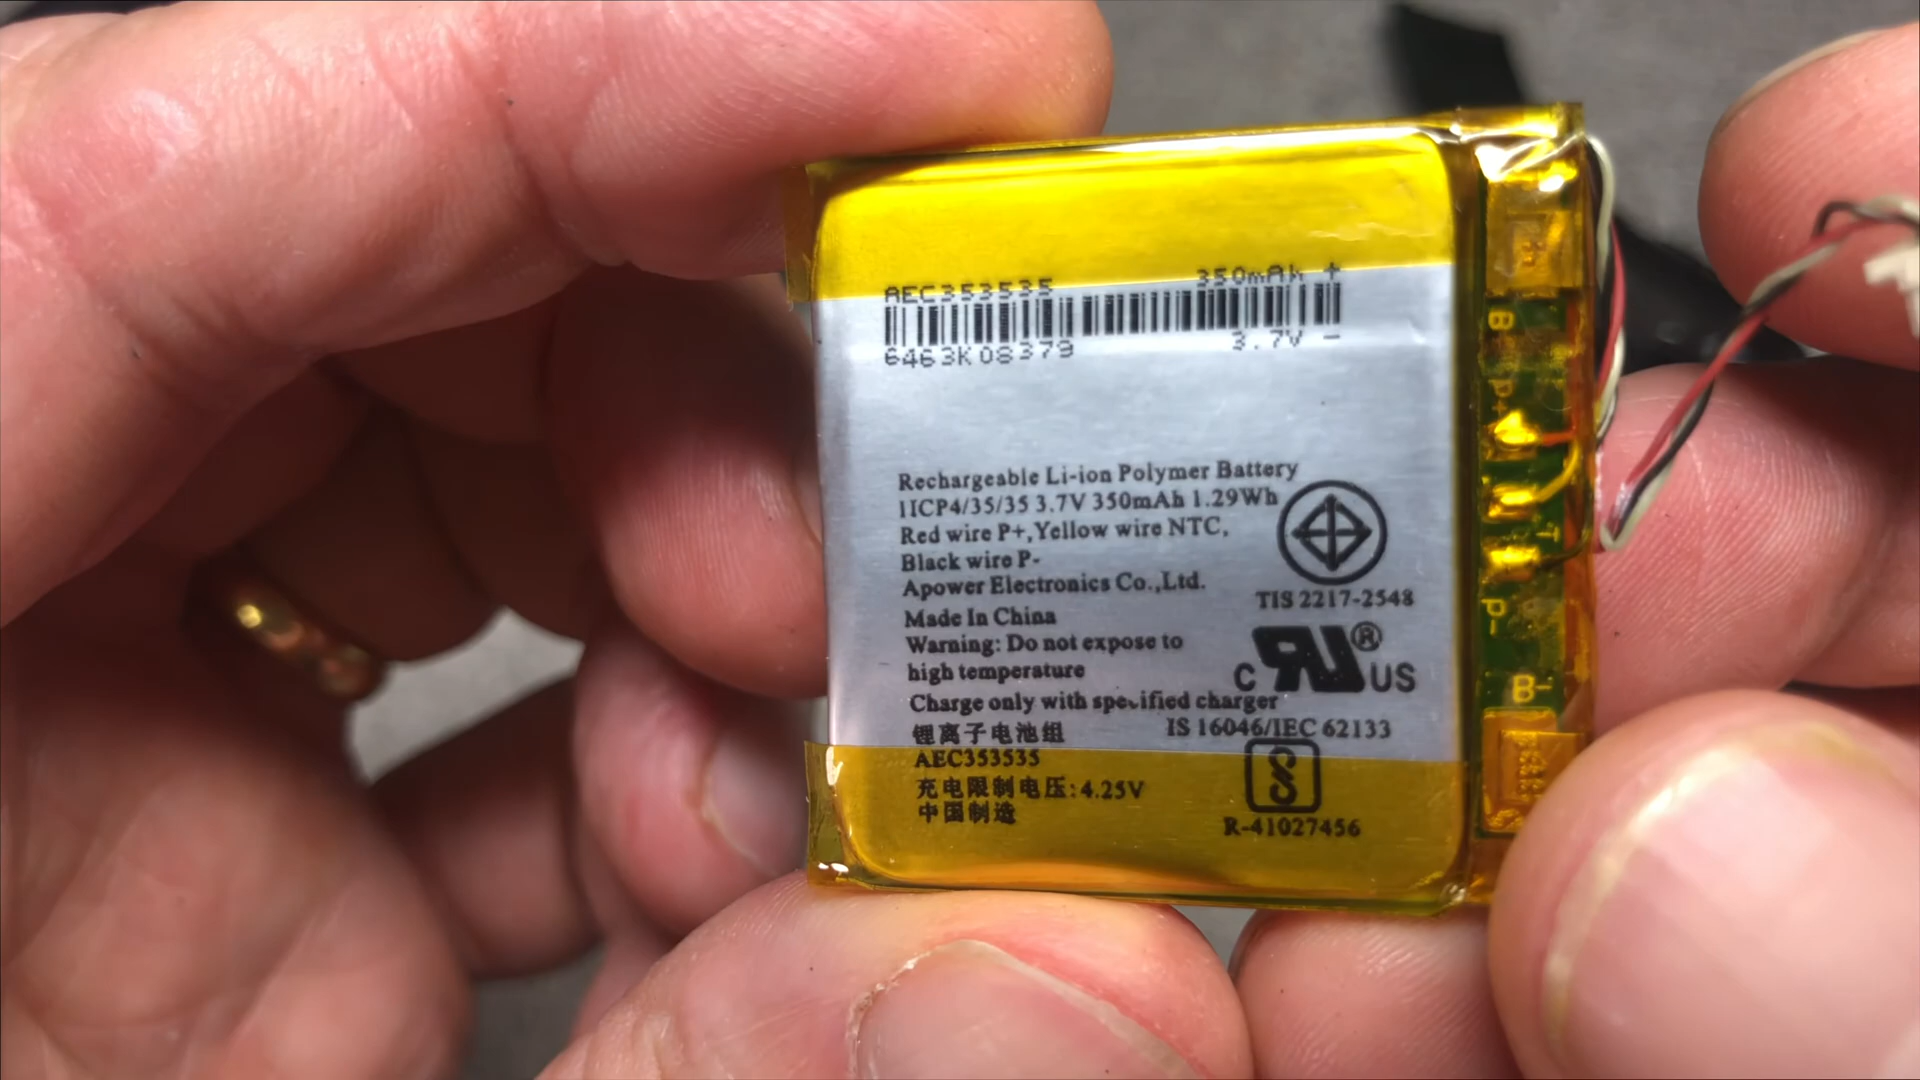 AEC353535 350mAh +
6463K08379 3.7V -
Rechargeable Li-ion Polymer Battery
1ICP4/35/35 3.7V 350mAh 1.29Wh
Red wire P+,Yellow wire NTC,
Black wire P-
Apower Electronics Co.,Ltd.
TIS 2217-2548
Made In China
Warning: Do not expose to
high temperature
c RU ® US
Charge only with specified charger
锂离子电池组
IS 16046/IEC 62133
AEC353535
充电限制电压:4.25V
中国制造
R-41027456
B
P+
T
P-
B-